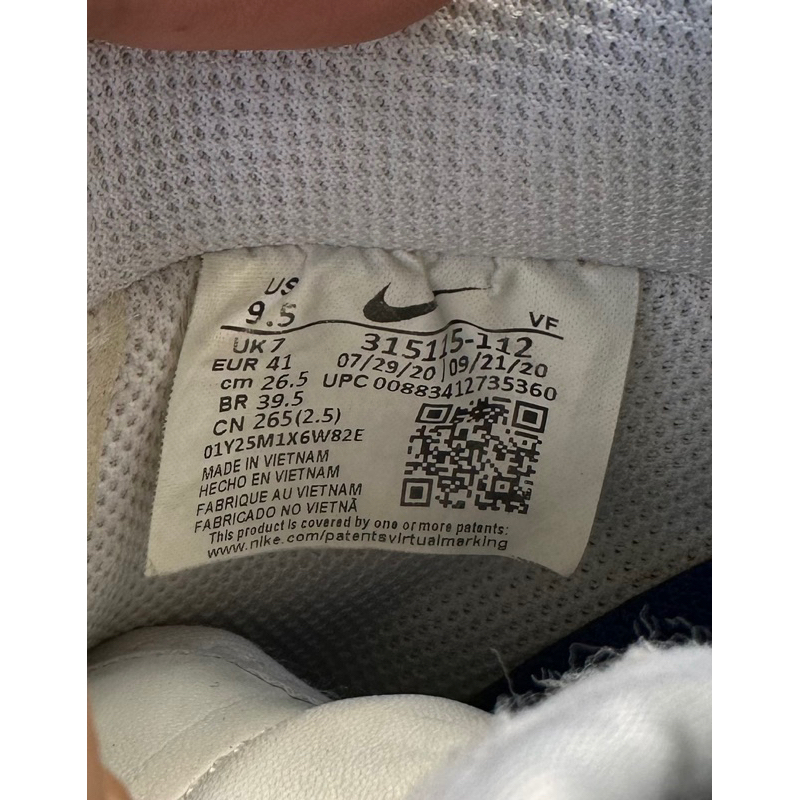 US
9.5
VF
UK 7
315115-112
EUR 41
07/29/20 | 09/21/20
cm 26.5
UPC 00883412735360
BR 39.5
CN 265(2.5)
01Y25M1X6W82E
MADE IN VIETNAM
HECHO EN VIETNAM
FABRIQUE AU VIETNAM
FABRICADO NO VIETNÃ
This product is covered by one or more patents:
www.nike.com/patentsvirtualmarking